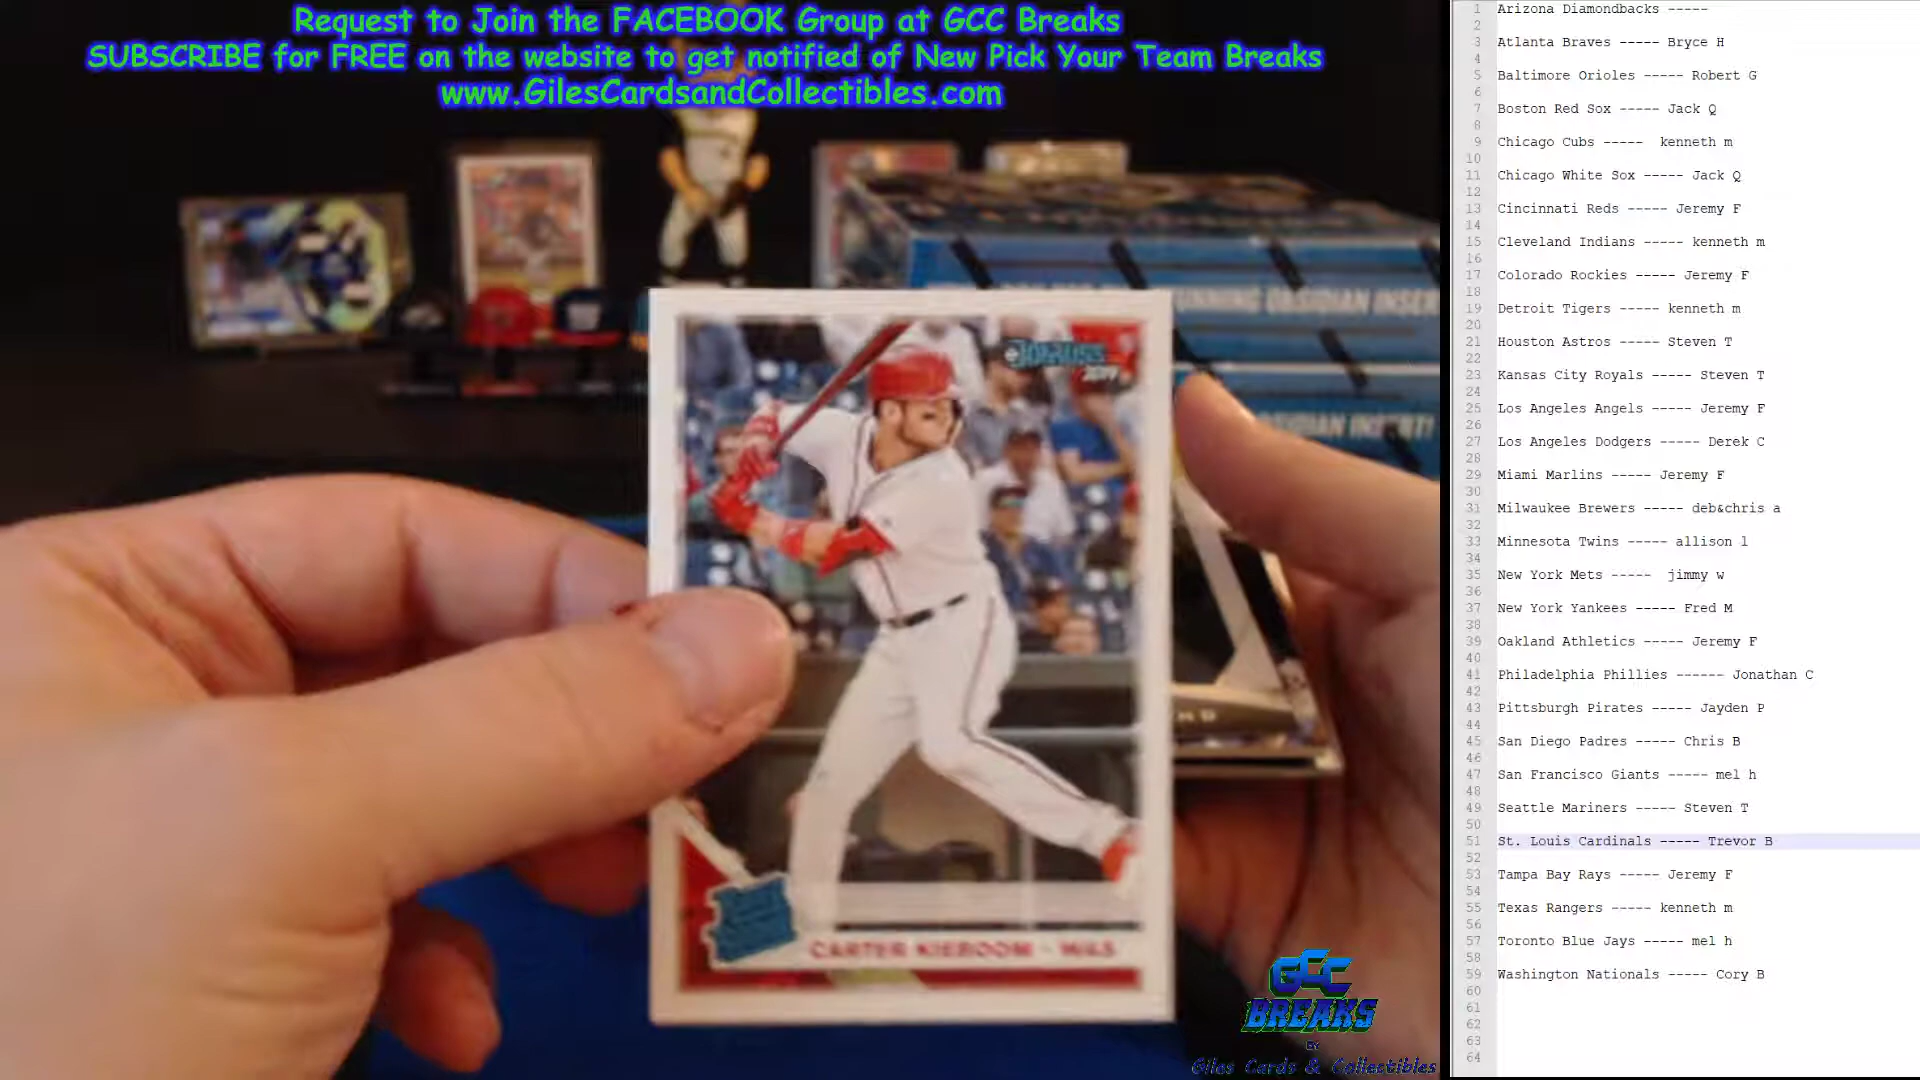 Request to Join the FACEBOOK Group at GCC Breaks
SUBSCRIBE for FREE on the website to get notified of New Pick Your Team Breaks
www.GilesCardsandCollectibles.com
OBSIDIAN INSERT
OBSIDIAN INSERT!
Donruss
2019
CARTER KIEBOOM - WAS
GCC
BREAKS
BY
Giles Cards & Collectibles
1 Arizona Diamondbacks -----
2
3 Atlanta Braves ----- Bryce H
4
5 Baltimore Orioles ----- Robert G
6
7 Boston Red Sox ----- Jack Q
8
9 Chicago Cubs ----- kenneth m
10
11 Chicago White Sox ----- Jack Q
12
13 Cincinnati Reds ----- Jeremy F
14
15 Cleveland Indians ----- kenneth m
16
17 Colorado Rockies ----- Jeremy F
18
19 Detroit Tigers ----- kenneth m
20
21 Houston Astros ----- Steven T
22
23 Kansas City Royals ----- Steven T
24
25 Los Angeles Angels ----- Jeremy F
26
27 Los Angeles Dodgers ----- Derek C
28
29 Miami Marlins ----- Jeremy F
30
31 Milwaukee Brewers ----- deb&chris a
32
33 Minnesota Twins ----- allison l
34
35 New York Mets ----- jimmy w
36
37 New York Yankees ----- Fred M
38
39 Oakland Athletics ----- Jeremy F
40
41 Philadelphia Phillies ------ Jonathan C
42
43 Pittsburgh Pirates ----- Jayden P
44
45 San Diego Padres ----- Chris B
46
47 San Francisco Giants ----- mel h
48
49 Seattle Mariners ----- Steven T
50
51 St. Louis Cardinals ----- Trevor B
52
53 Tampa Bay Rays ----- Jeremy F
54
55 Texas Rangers ----- kenneth m
56
57 Toronto Blue Jays ----- mel h
58
59 Washington Nationals ----- Cory B
60
61
62
63
64